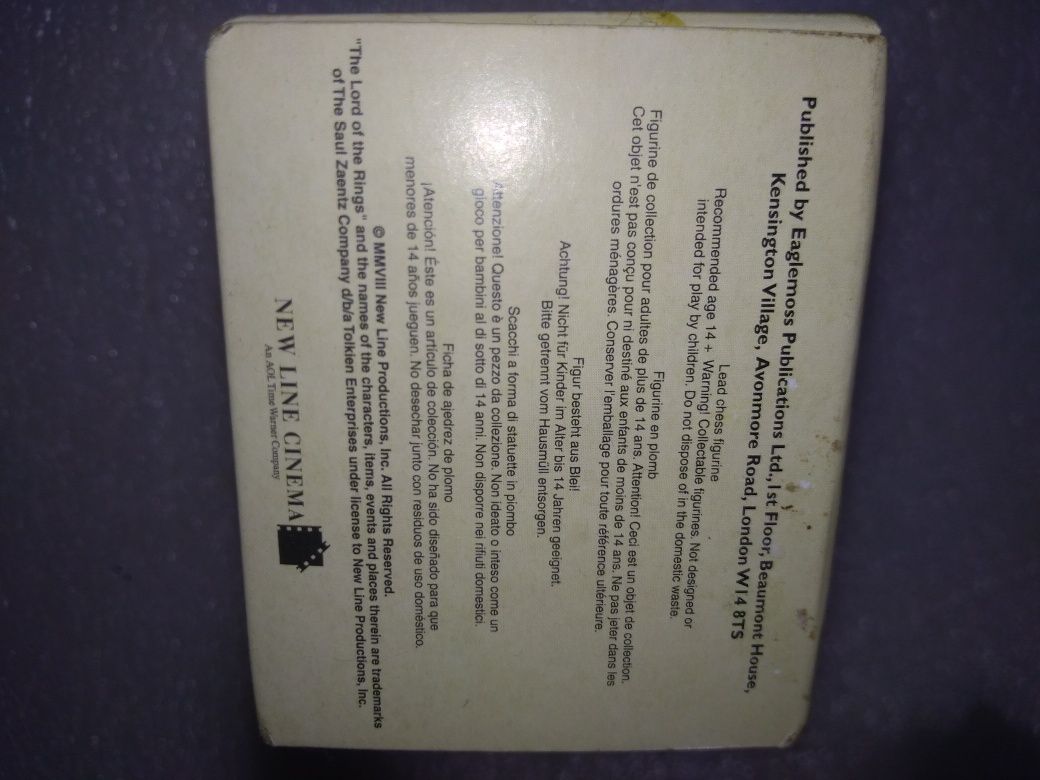 Published by Eaglemoss Publications Ltd., 1st Floor, Beaumont House,
Kensington Village, Avonmore Road, London W14 8TS
Lead chess figurine
Recommended age 14 + Warning! Collectable figurines. Not designed or
intended for play by children. Do not dispose of in the domestic waste.
Figurine en plomb
Figurine de collection pour adultes de plus de 14 ans. Attention! Ceci est un objet de collection.
Cet objet n'est pas conçu pour ni destiné aux enfants de moins de 14 ans. Ne pas jeter dans les
ordures ménagères. Conserver l'emballage pour toute référence ultérieure.
Figur besteht aus Blei!
Achtung! Nicht für Kinder im Alter bis 14 Jahren geeignet.
Bitte getrennt vom Hausmüll entsorgen.
Scacchi a forma di statuette in piombo
Attenzione! Questo è un pezzo da collezione. Non ideato o inteso come un
gioco per bambini al di sotto di 14 anni. Non disporre nei rifiuti domestici.
Ficha de ajedrez de plomo
¡Atención! Éste es un artículo de colección. No ha sido diseñado para que
menores de 14 años jueguen. No desechar junto con residuos de uso doméstico.
© MMVIII New Line Productions, Inc. All Rights Reserved.
"The Lord of the Rings" and the names of the characters, items, events and places therein are trademarks
of The Saul Zaentz Company d/b/a Tolkien Enterprises under license to New Line Productions, Inc.
NEW LINE CINEMA
An AOL Time Warner Company